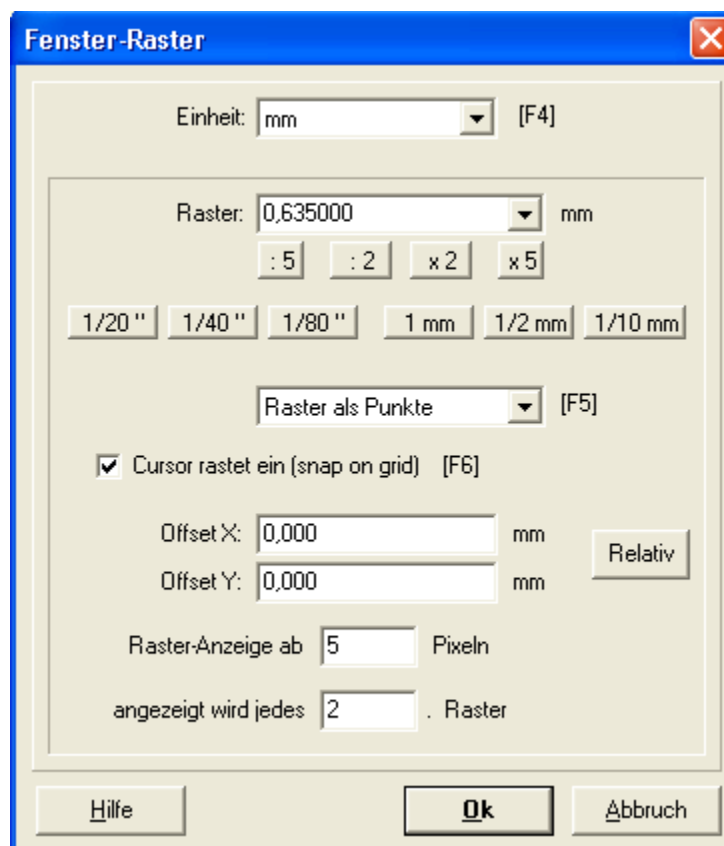 Fenster-Raster
Einheit: mm [F4]
Raster: 0,635000 mm
: 5 : 2 x 2 x 5
1/20 " 1/40 " 1/80 " 1 mm 1/2 mm 1/10 mm
Raster als Punkte [F5]
Cursor rastet ein (snap on grid) [F6]
Offset X: 0,000 mm
Relativ
Offset Y: 0,000 mm
Raster-Anzeige ab 5 Pixeln
angezeigt wird jedes 2 . Raster
Hilfe Ok Abbruch